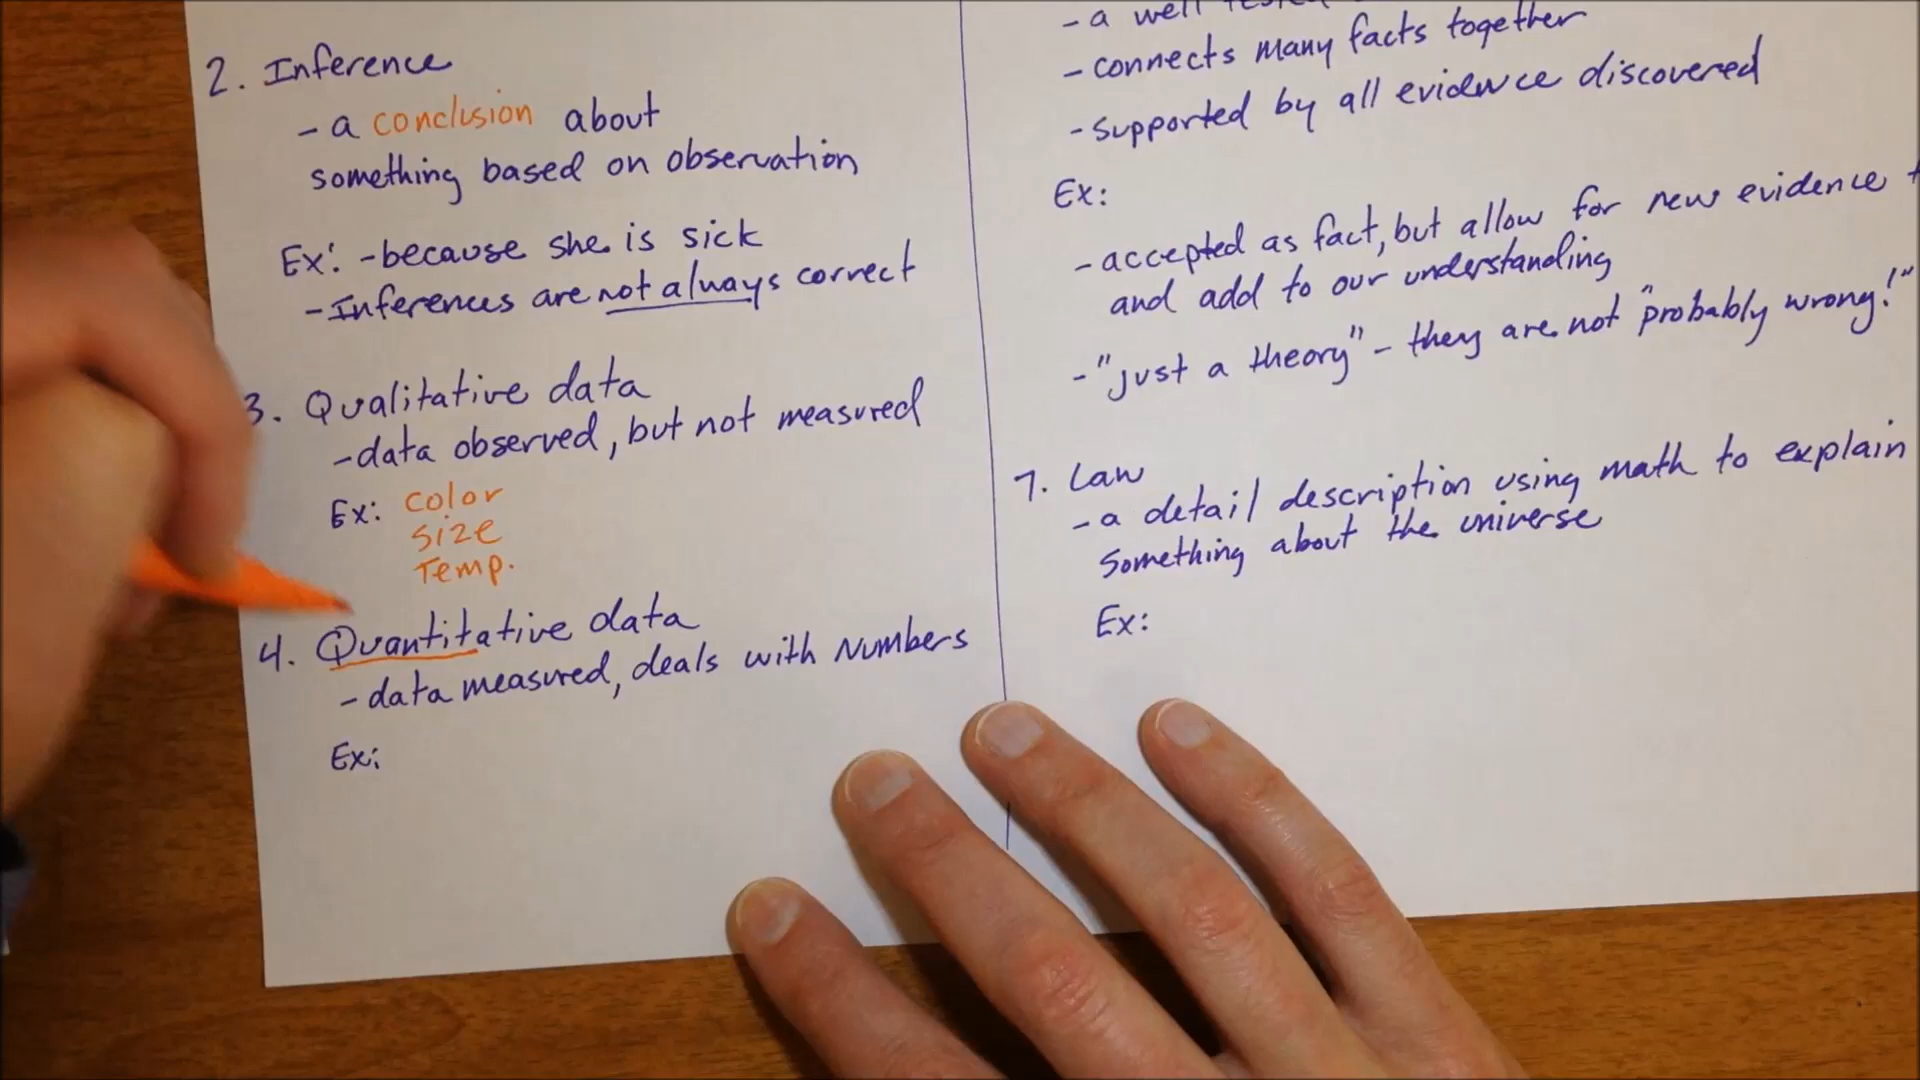 2. Inference
- a conclusion about
something based on observation
Ex: - because she is sick
- Inferences are not always correct
3. Qualitative data
- data observed, but not measured
Ex: color
Size
Temp.
4. Quantitative data
- data measured, deals with Numbers
Ex:
- a well
- connects many facts together
- supported by all evidence discovered
Ex:
- accepted as fact, but allow for new evidence
and add to our understanding
- "just a theory" - they are not "probably wrong!"
7. Law
- a detail description using math to explain
Something about the universe
Ex: